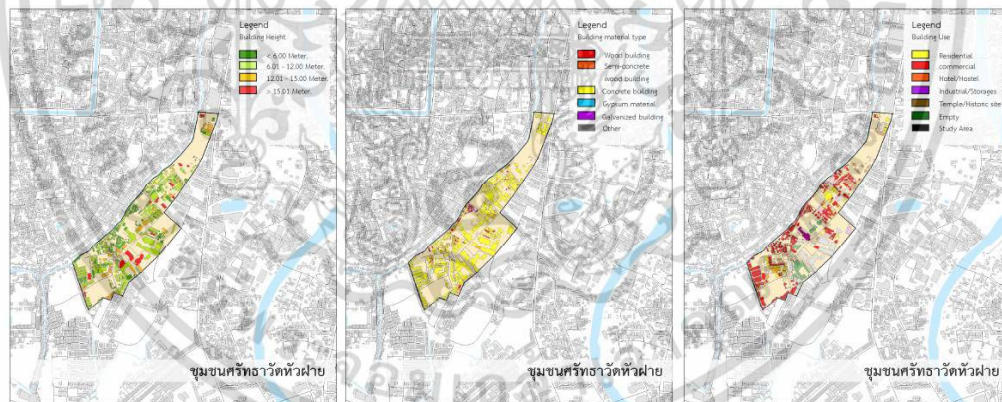 Legend
Building Height
< 6.00 Meter.
6.01 - 12.00 Meter.
12.01 - 15.00 Meter.
> 15.01 Meter.
ชุมชนศรัทธาวัดหัวฝาย
Legend
Building material type
Wood building
Semi-concrete
wood building
Concrete building
Gypsum material
Galvanized building
Other
ชุมชนศรัทธาวัดหัวฝาย
Legend
Building Use
Residential
commercial
Hotel/Hostel
Industrial/Storages
Temple/Historic site
Empty
Study Area
ชุมชนศรัทธาวัดหัวฝาย